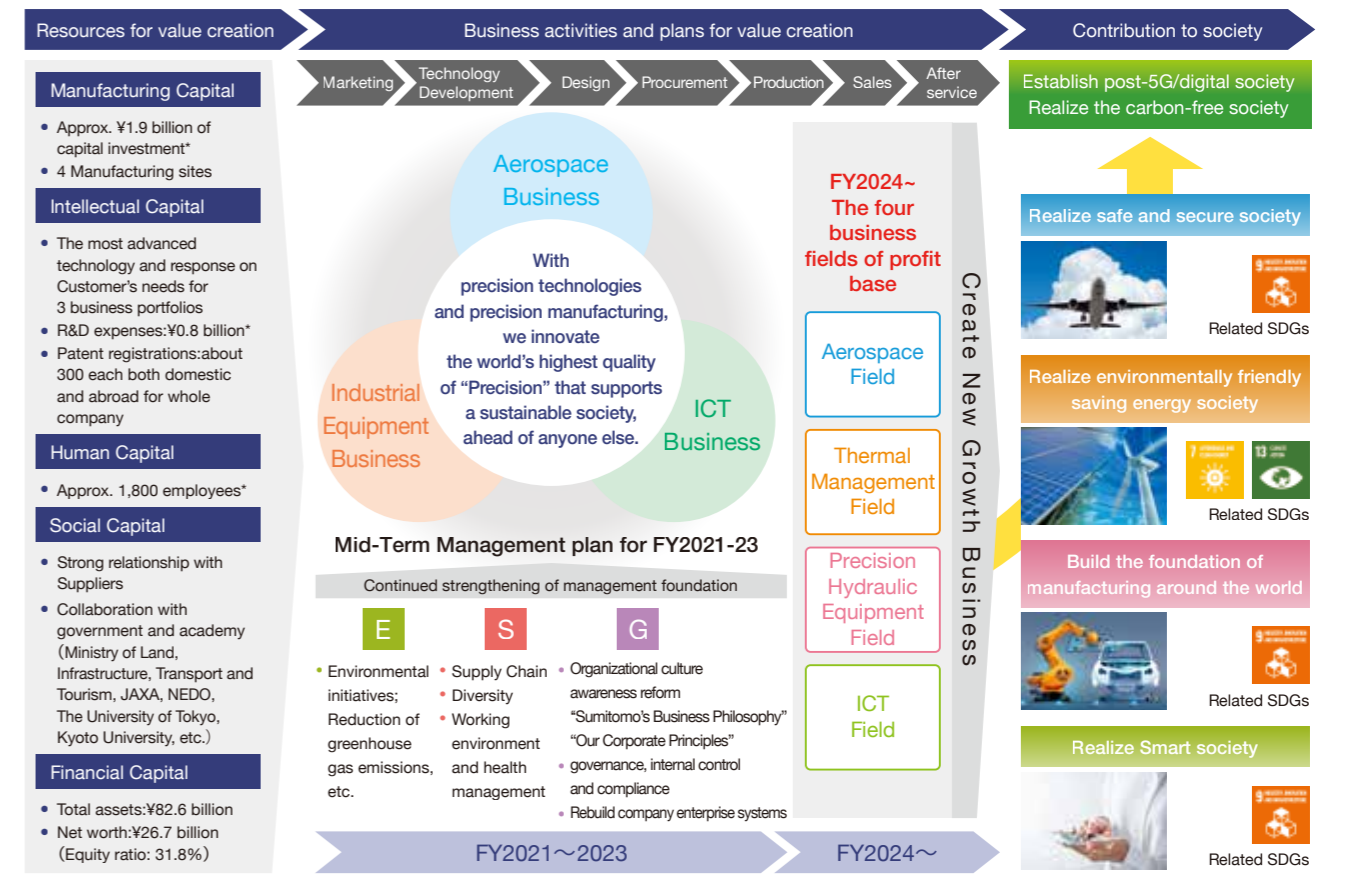 Resources for value creation
Business activities and plans for value creation
Contribution to society
Manufacturing Capital
• Approx. ¥1.9 billion of
capital investment*
• 4 Manufacturing sites
Intellectual Capital
• The most advanced
technology and response on
Customer's needs for
3 business portfolios
• R&D expenses:¥0.8 billion*
• Patent registrations:about
300 each both domestic
and abroad for whole
company
Human Capital
• Approx. 1,800 employees*
Social Capital
• Strong relationship with
Suppliers
• Collaboration with
government and academy
(Ministry of Land,
Infrastructure, Transport and
Tourism, JAXA, NEDO,
The University of Tokyo,
Kyoto University, etc.)
Financial Capital
• Total assets:¥82.6 billion
• Net worth:¥26.7 billion
(Equity ratio: 31.8%)
Marketing
Technology
Development
Design
Procurement
Production
Sales
After
service
Aerospace
Business
With
precision technologies
and precision manufacturing,
we innovate
the world's highest quality
of “Precision” that supports
a sustainable society,
ahead of anyone else.
Industrial
Equipment
Business
ICT
Business
Mid-Term Management plan for FY2021-23
Continued strengthening of management foundation
E
S
G
• Environmental
initiatives;
Reduction of
greenhouse
gas emissions,
etc.
• Supply Chain
• Diversity
• Working
environment
and health
management
• Organizational culture
awareness reform
“Sumitomo's Business Philosophy”
“Our Corporate Principles”
• governance, internal control
and compliance
• Rebuild company enterprise systems
FY2021～2023
FY2024~
The four
business
fields of profit
base
Aerospace
Field
Thermal
Management
Field
Precision
Hydraulic
Equipment
Field
ICT
Field
Create New Growth Business
FY2024～
Establish post-5G/digital society
Realize the carbon-free society
Realize safe and secure society
9
Related SDGs
Realize environmentally friendly
saving energy society
7
13 CLIMATE
ACTION
Related SDGs
Build the foundation of
manufacturing around the world
9
Related SDGs
Realize Smart society
9
Related SDGs